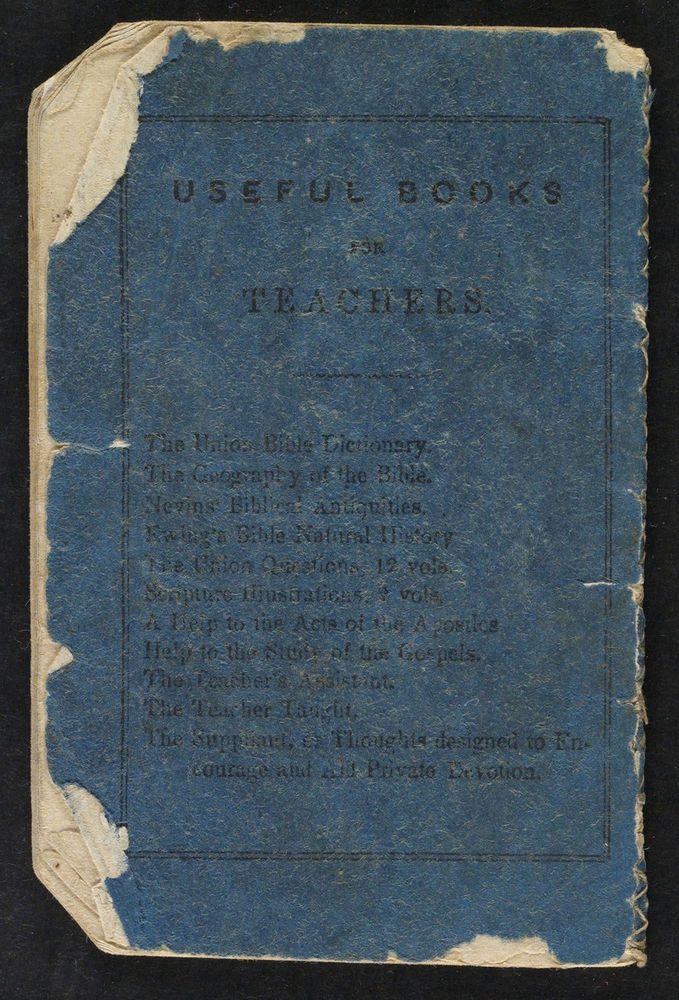 USEFUL BOOKS
FOR
TEACHERS.
The Union Bible Dictionary.
The Geography of the Bible.
Nevins' Biblical Antiquities.
Ewing's Bible Natural History
The Union Questions, 12 vols.
Scripture Illustrations, 2 vols,
A Help to the Acts of the Apostles
Help to the Study of the Gospels.
The Teacher's Assistant.
The Teacher Taught.
The Suppliant, or Thoughts designed to En-
courage and Aid Private Devotion.